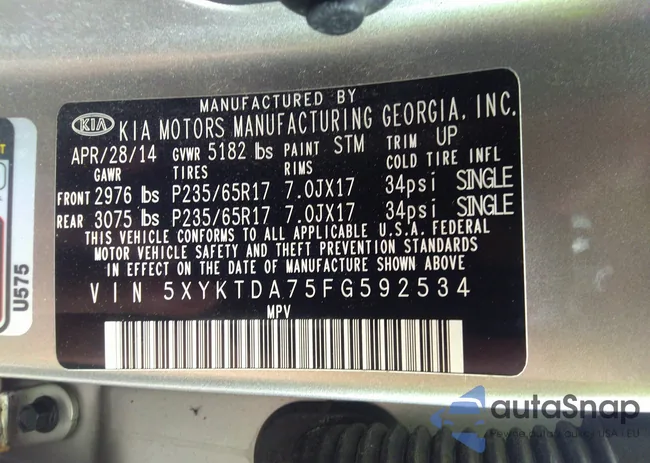 MANUFACTURED BY
KIA KIA MOTORS MANUFACTURING GEORGIA, INC.
APR/28/14 GVWR 5182 lbs PAINT STM TRIM UP
GAWR TIRES RIMS COLD TIRE INFL
FRONT 2976 lbs P235/65R17 7.0JX17 34psi SINGLE
REAR 3075 lbs P235/65R17 7.0JX17 34psi SINGLE
THIS VEHICLE CONFORMS TO ALL APPLICABLE U.S.A. FEDERAL
MOTOR VEHICLE SAFETY AND THEFT PREVENTION STANDARDS
IN EFFECT ON THE DATE OF MANUFACTURE SHOWN ABOVE.
VIN 5XYKTDA75FG592534
MPV
U575
autoSnap